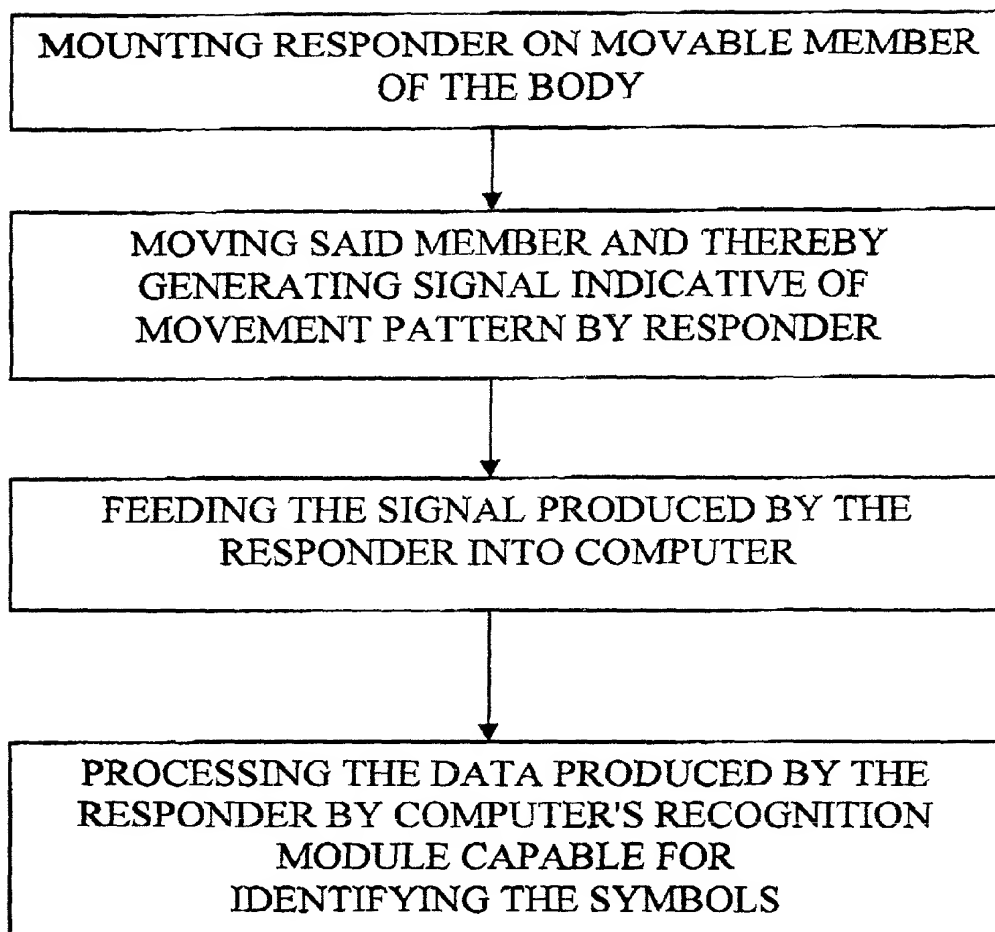 MOUNTING RESPONDER ON MOVABLE MEMBER
OF THE BODY
MOVING SAID MEMBER AND THEREBY
GENERATING SIGNAL INDICATIVE OF
MOVEMENT PATTERN BY RESPONDER
FEEDING THE SIGNAL PRODUCED BY THE
RESPONDER INTO COMPUTER
PROCESSING THE DATA PRODUCED BY THE
RESPONDER BY COMPUTER'S RECOGNITION
MODULE CAPABLE FOR
IDENTIFYING THE SYMBOLS